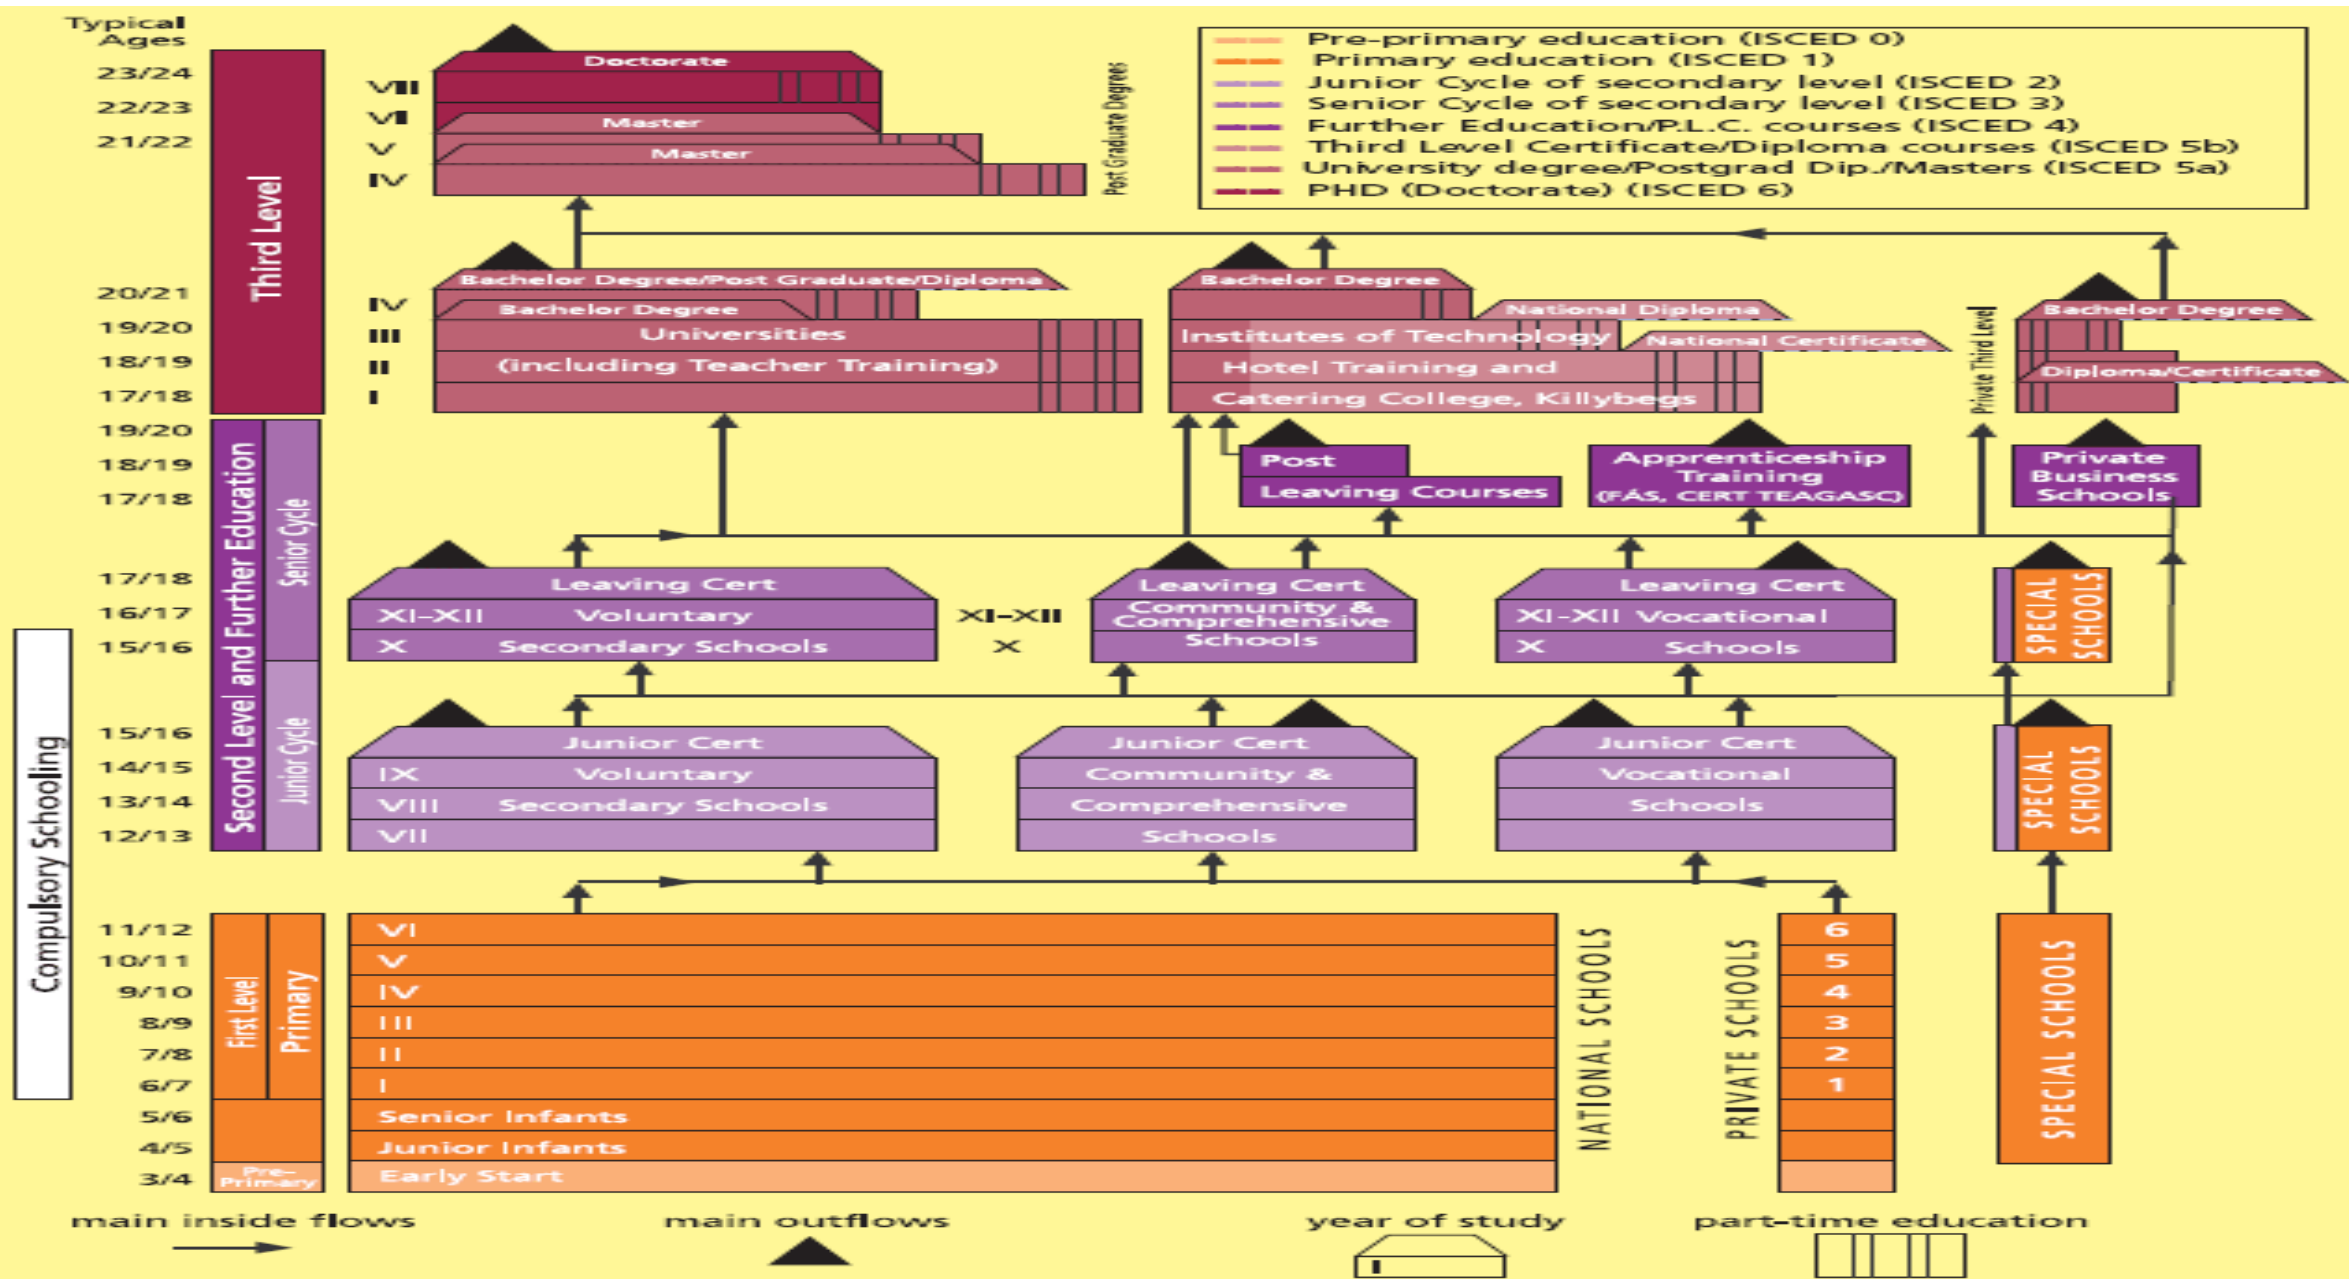 Typical
Ages
23/24
22/23
21/22
20/21
19/20
18/19
17/18
19/20
18/19
17/18
17/18
16/17
15/16
15/16
14/15
13/14
12/13
11/12
10/11
9/10
8/9
7/8
6/7
5/6
4/5
3/4
Compulsory Schooling
Third Level
Second Level and Further Education
Senior Cycle
Junior Cycle
First Level
Primary
Pre-
Primary
Pre-primary education (ISCED 0)
Primary education (ISCED 1)
Junior Cycle of secondary level (ISCED 2)
Senior Cycle of secondary level (ISCED 3)
Further Education/P.L.C. courses (ISCED 4)
Third Level Certificate/Diploma courses (ISCED 5b)
University degree/Postgrad Dip./Masters (ISCED 5a)
PHD (Doctorate) (ISCED 6)
Doctorate
VIII
VII Master
V Master
IV
Post Graduate Degrees
Bachelor Degree/Post Graduate/Diploma
IV Bachelor Degree
III Universities
II (including Teacher Training)
I
Bachelor Degree
National Diploma
Institutes of Technology
National Certificate
Hotel Training and
Catering College, Killybegs
Private Third Level
Bachelor Degree
Diploma/Certificate
Post
Leaving Courses
Apprenticeship
Training
(FÁS, CERT TEAGASC)
Private
Business
Schools
Leaving Cert
XI-XII Voluntary
X Secondary Schools
XI-XII
X
Leaving Cert
Community &
Comprehensive
Schools
Leaving Cert
XI-XII Vocational
X Schools
SPECIAL
SCHOOLS
Junior Cert
IX Voluntary
VIII Secondary Schools
VII
Junior Cert
Community &
Comprehensive
Schools
Junior Cert
Vocational
Schools
SPECIAL
SCHOOLS
VI
V
IV
III
II
I
Senior Infants
Junior Infants
Early Start
NATIONAL SCHOOLS
PRIVATE SCHOOLS
6
5
4
3
2
1
SPECIAL SCHOOLS
main inside flows
main outflows
year of study
I
part-time education